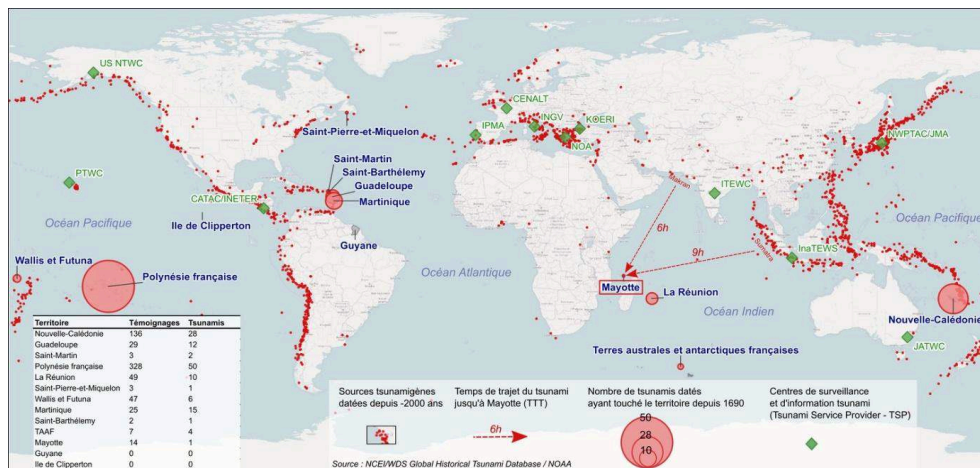 US NTWC
CENALT
INGV
KOERI
IPMA
NOA
NWPTAC/JMA
Saint-Pierre-et-Miquelon
Saint-Martin
Saint-Barthélemy
Guadeloupe
Martinique
PTWC
CATAC/INETER
ITEWC
Makran
Océan Pacifique
Ile de Clipperton
Océan Pacifique
Guyane
6h
9h
Sumatra
InaTEWS
Wallis et Futuna
Polynésie française
Océan Atlantique
Mayotte
La Réunion
Océan Indien
Nouvelle-Calédonie
JATWC
Terres australes et antarctiques françaises
Territoire Témoignages Tsunamis
Nouvelle-Calédonie 136 28
Guadeloupe 29 12
Saint-Martin 3 2
Polynésie française 328 50
La Réunion 49 10
Saint-Pierre-et-Miquelon 3 1
Wallis et Futuna 47 6
Martinique 25 15
Saint-Barthélemy 2 1
TAAF 7 4
Mayotte 14 1
Guyane 0 0
Ile de Clipperton 0 0
Sources tsunamigènes
datées depuis -2000 ans
Temps de trajet du tsunami
jusqu'à Mayotte (TTT)
6h
Nombre de tsunamis datés
ayant touché le territoire depuis 1690
50
28
10
Centres de surveillance
et d'information tsunami
(Tsunami Service Provider - TSP)
Source : NCEI/WDS Global Historical Tsunami Database / NOAA